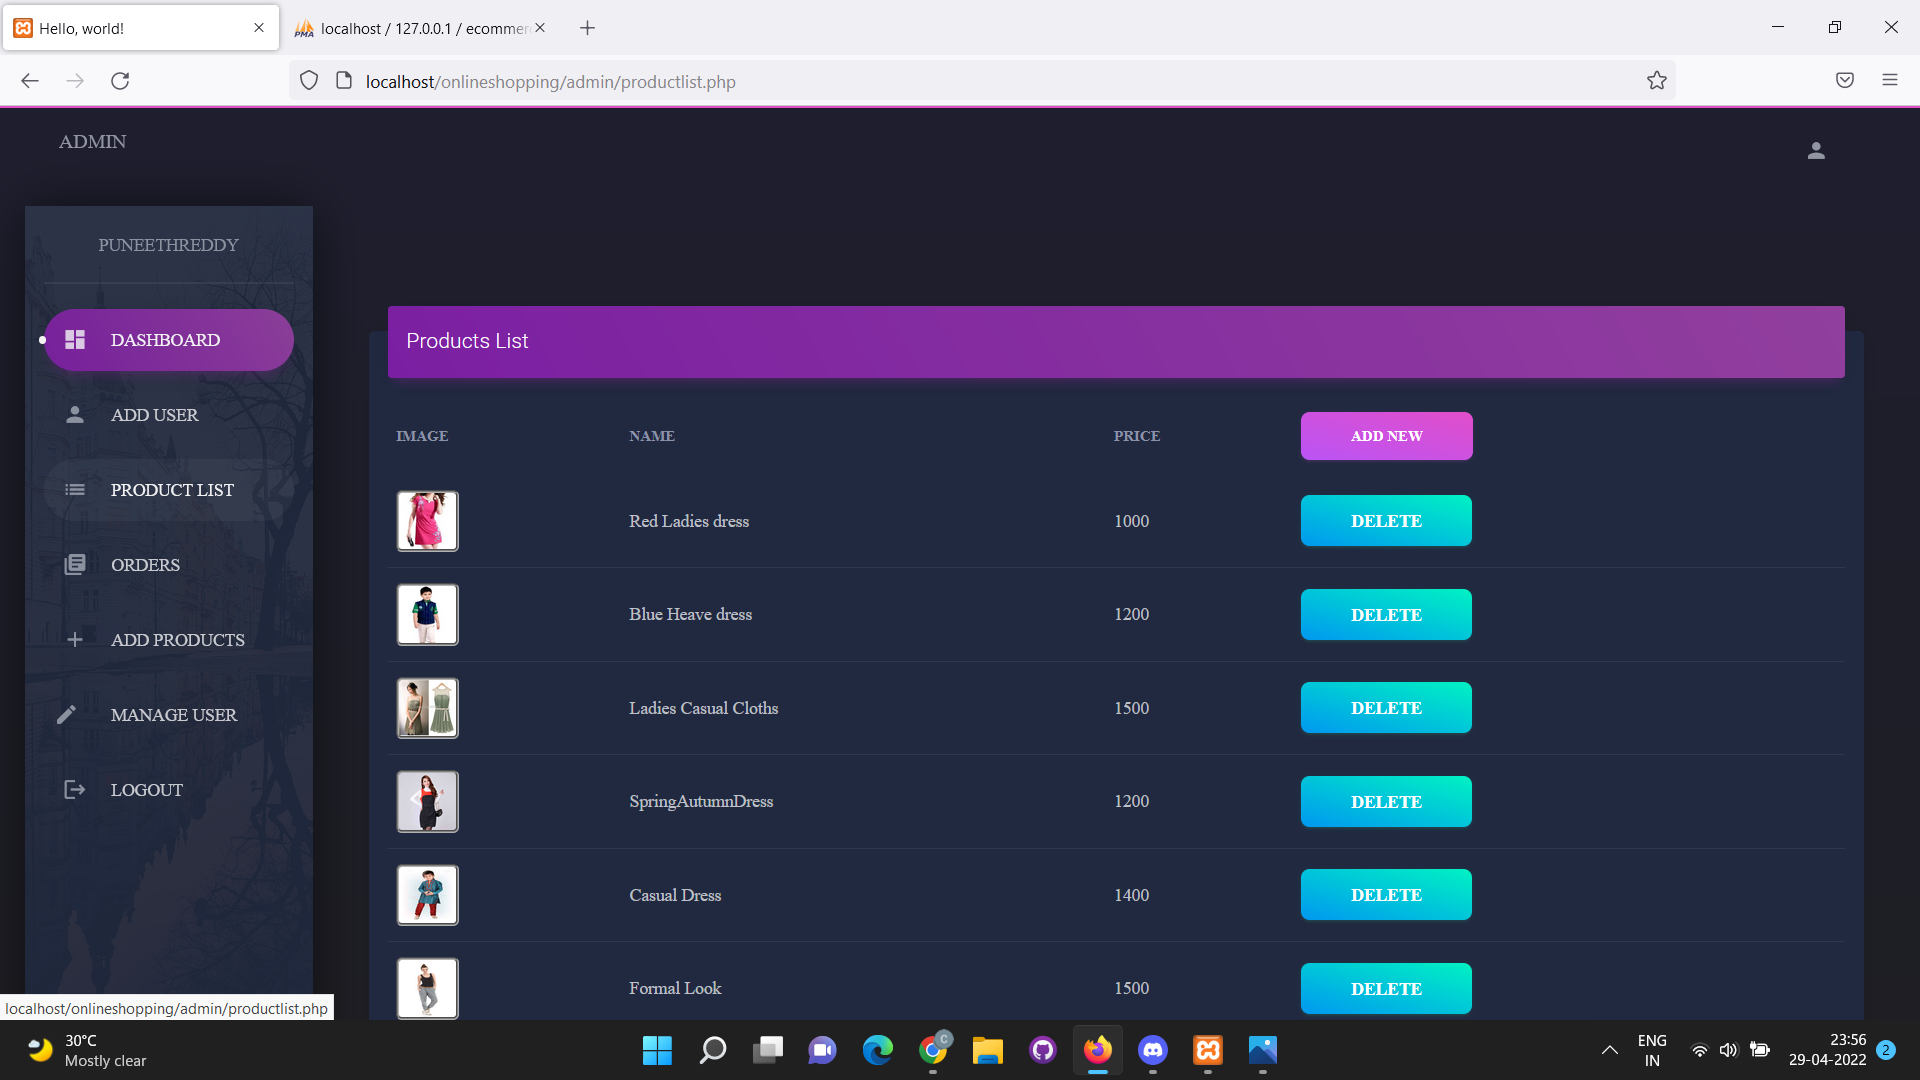 Hello, world!
localhost / 127.0.0.1 / ecommer
localhost/onlineshopping/admin/productlist.php
ADMIN
PUNEETHREDDY
DASHBOARD
ADD USER
PRODUCT LIST
ORDERS
ADD PRODUCTS
MANAGE USER
LOGOUT
Products List
IMAGE NAME PRICE ADD NEW
Red Ladies dress 1000 DELETE
Blue Heave dress 1200 DELETE
Ladies Casual Cloths 1500 DELETE
SpringAutumnDress 1200 DELETE
Casual Dress 1400 DELETE
Formal Look 1500 DELETE
localhost/onlineshopping/admin/productlist.php
30°C
Mostly clear
C
ENG
IN
23:56
29-04-2022
2